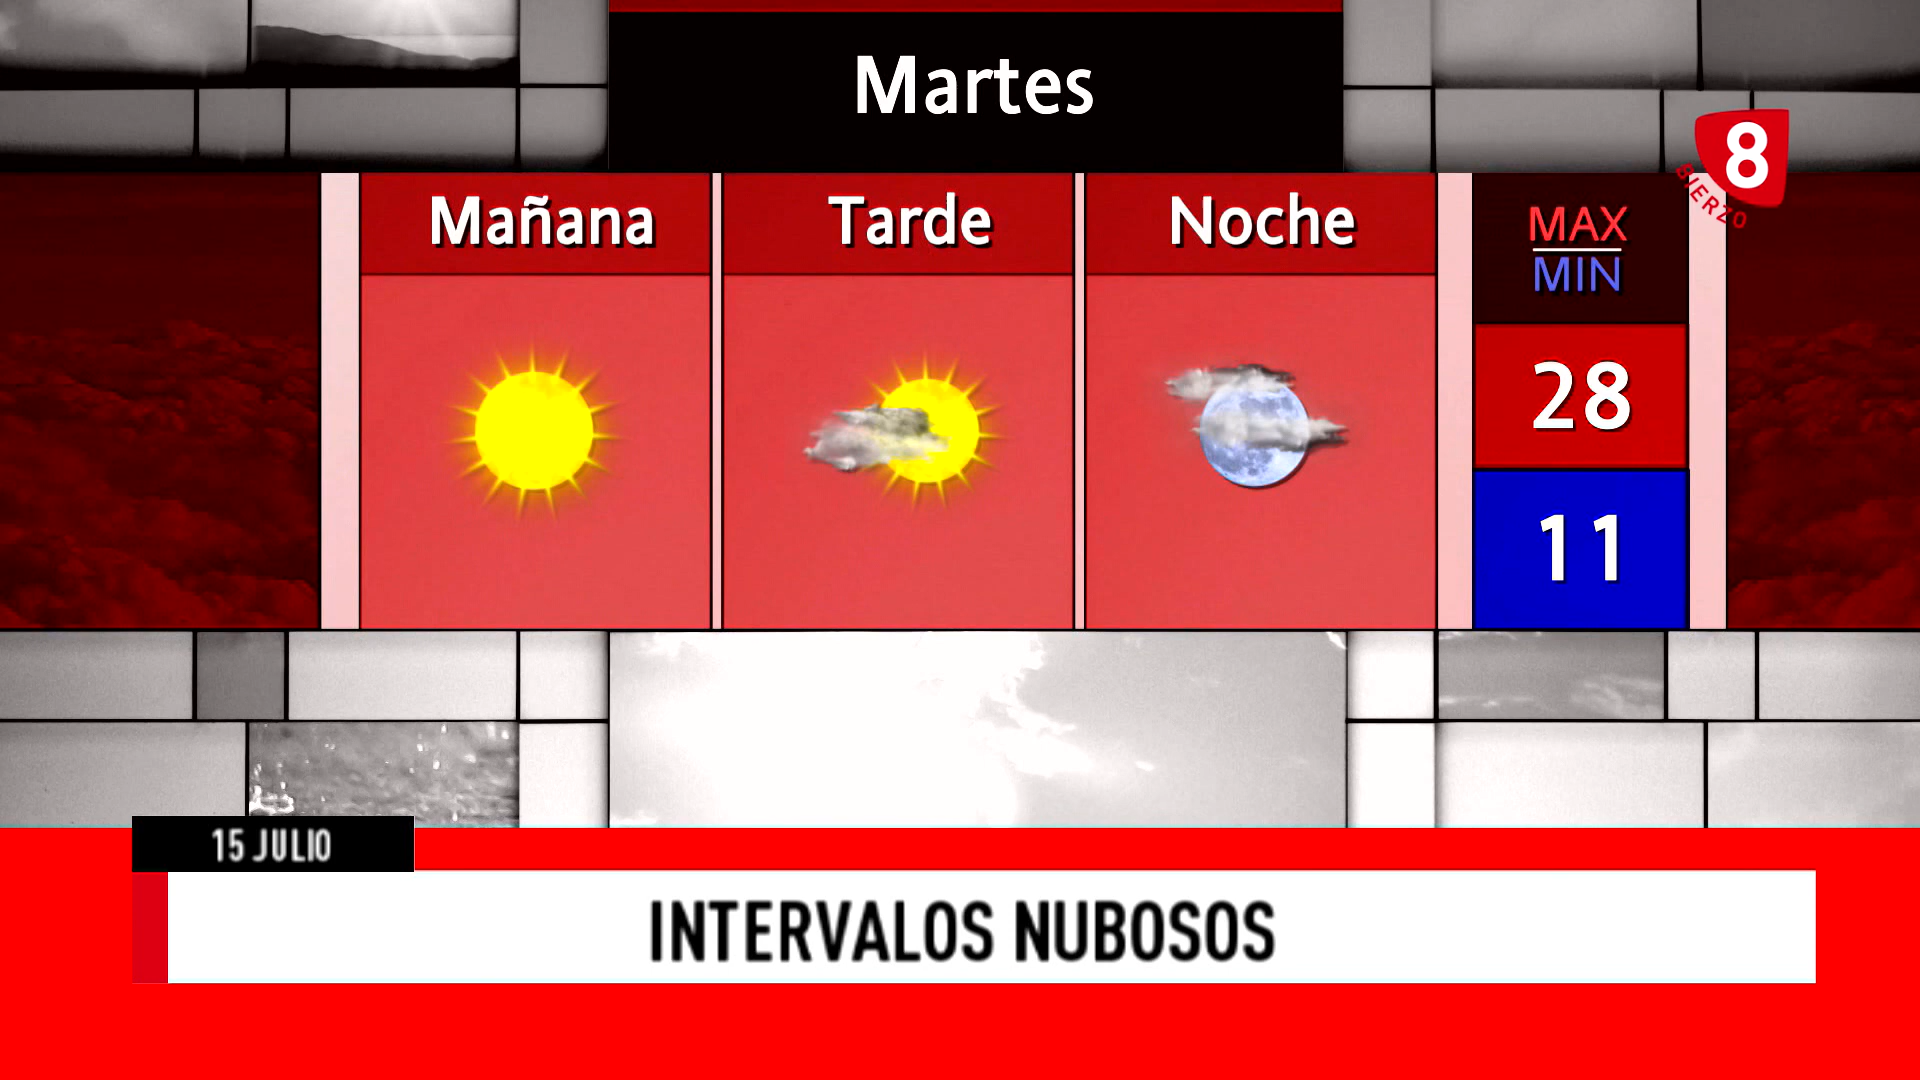 Martes
8
BIERZO
Mañana
Tarde
Noche
MAX
MIN
28
11
15 JULIO
INTERVALOS NUBOSOS